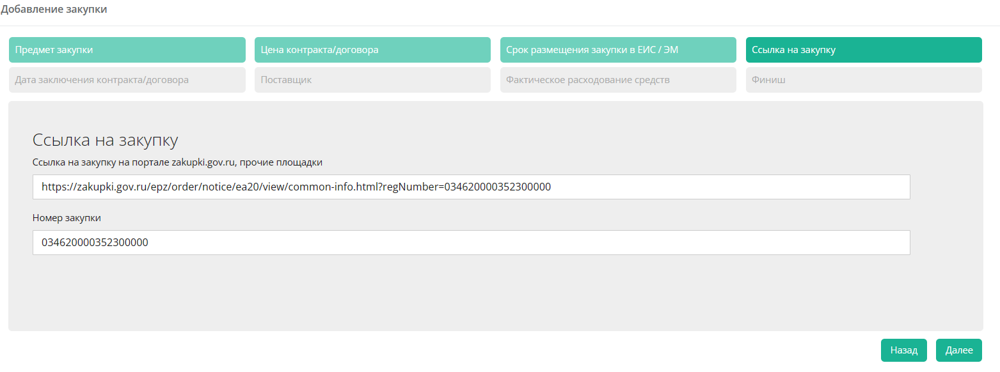 Добавление закупки
Предмет закупки
Цена контракта/договора
Срок размещения закупки в ЕИС / ЭМ
Ссылка на закупку
Дата заключения контракта/договора
Поставщик
Фактическое расходование средств
Финиш
Ссылка на закупку
Ссылка на закупку на портале zakupki.gov.ru, прочие площадки
https://zakupki.gov.ru/epz/order/notice/ea20/view/common-info.html?regNumber=034620000352300000
Номер закупки
034620000352300000
Назад
Далее